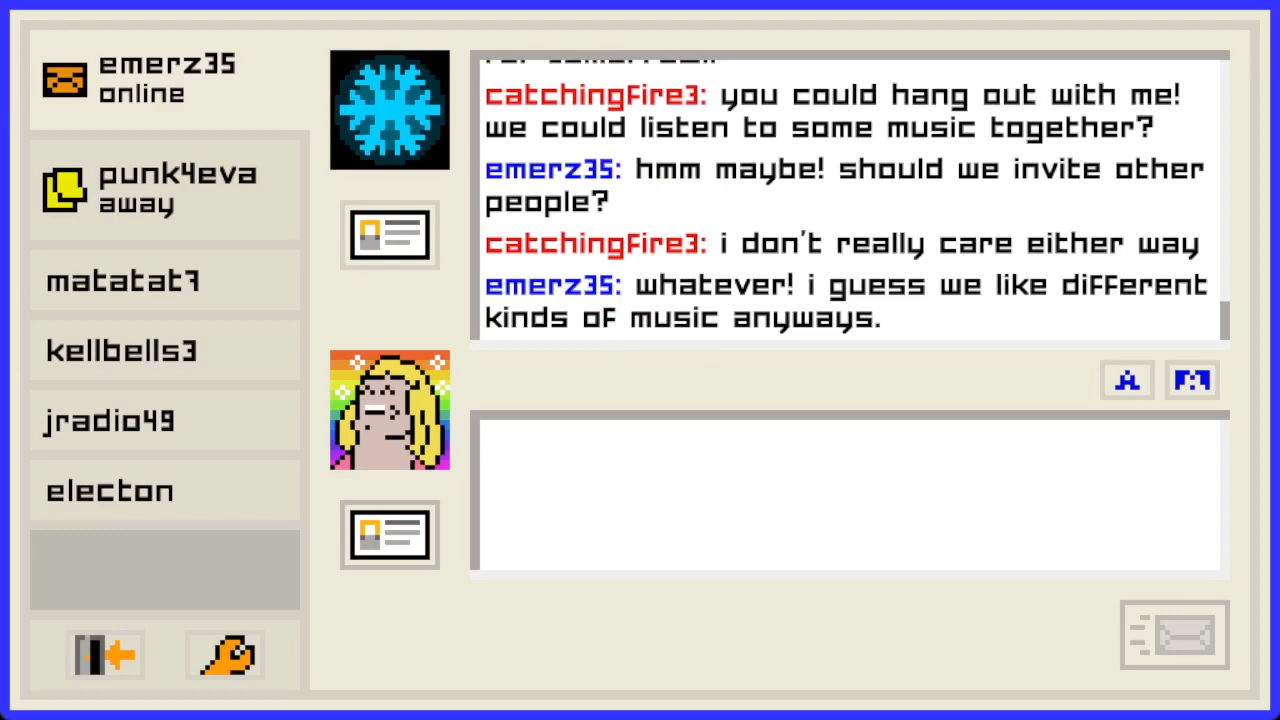 emerz35
online
punk4eva
away
matatat7
kellbells3
jradio49
electon
catchingFire3: you could hang out with me!
we could listen to some music together?
emerz35: hmm maybe! should we invite other
people?
catchingFire3: i don't really care either way
emerz35: whatever! i guess we like different
kinds of music anyways.
A
A